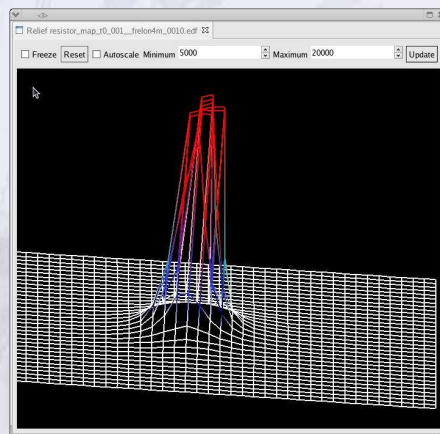 Relief resistor_map_t0_001__frelon4m_0010.edf
Freeze Reset Autoscale Minimum 5000 Maximum 20000 Update